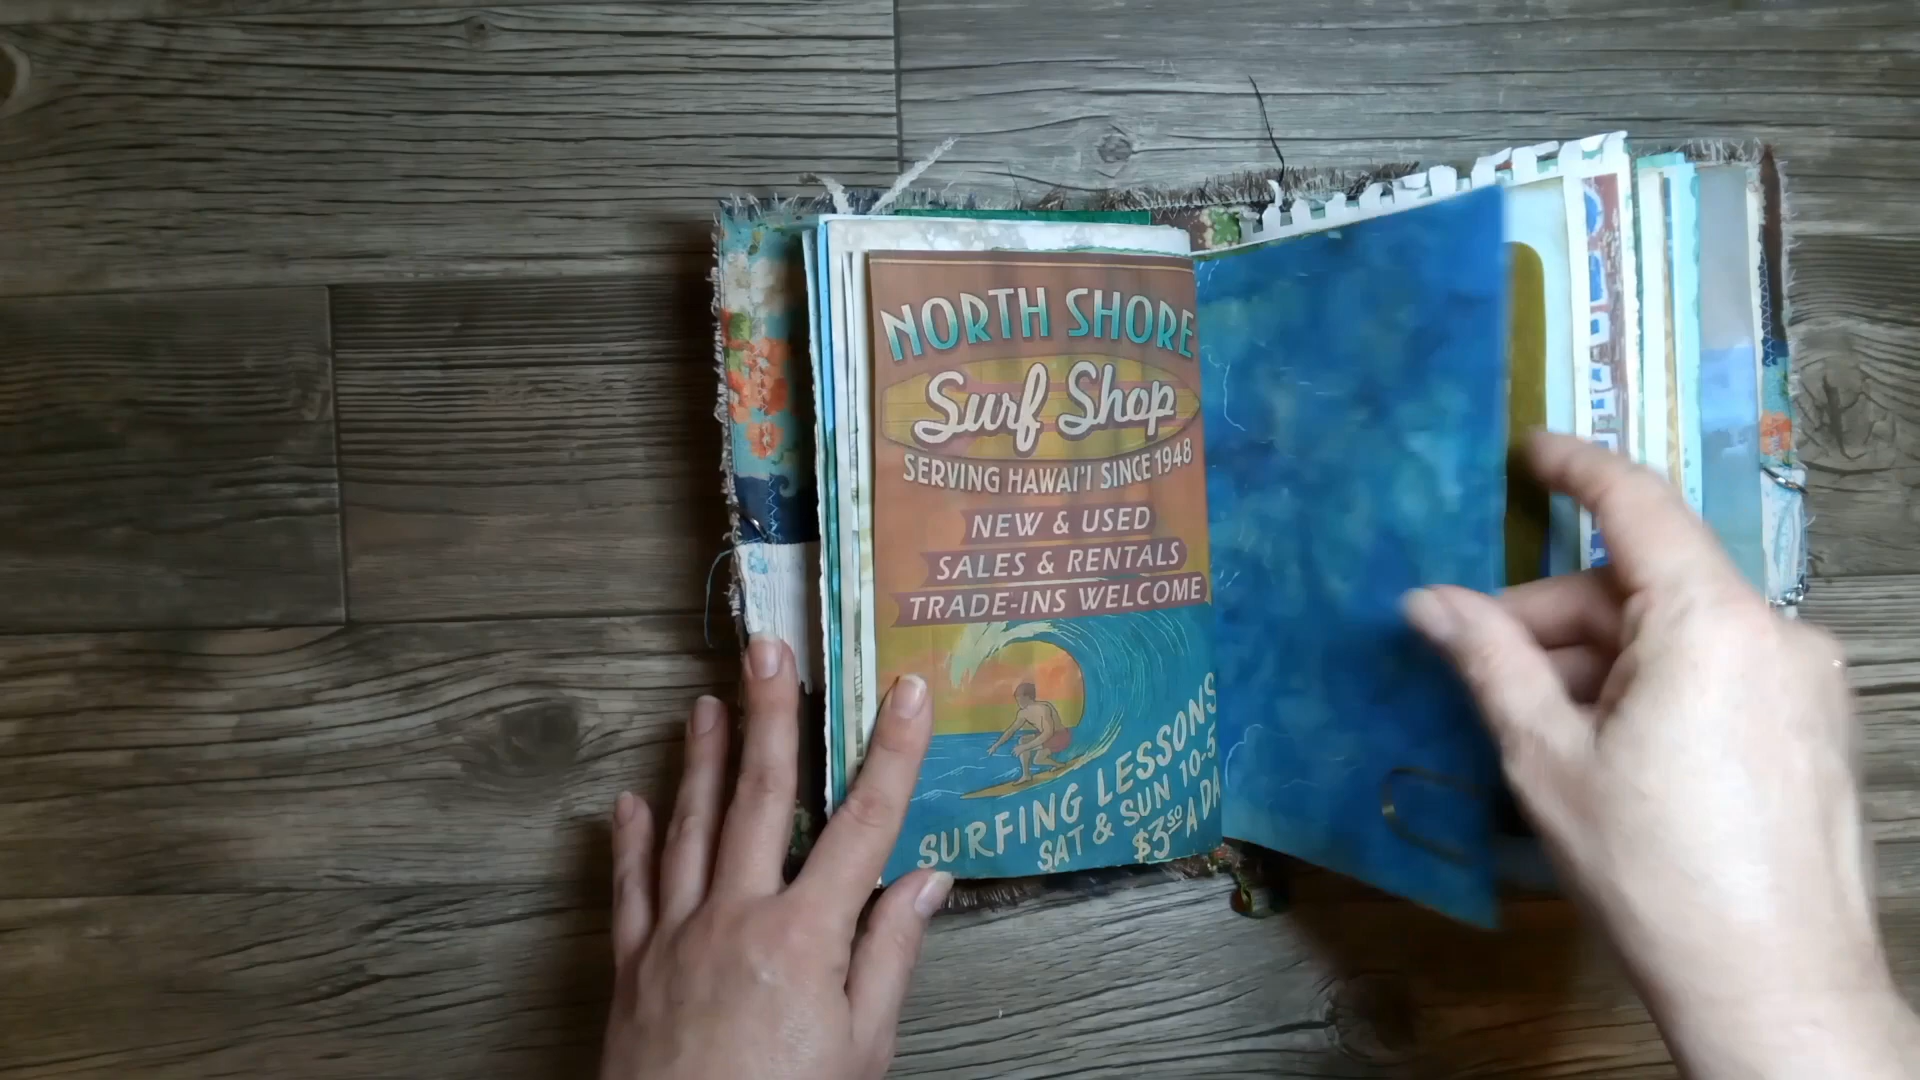 NORTH SHORE
Surf Shop
SERVING HAWAI'I SINCE 1948
NEW & USED
SALES & RENTALS
TRADE-INS WELCOME
SURFING LESSONS
SAT & SUN 10-5
$3.50 A